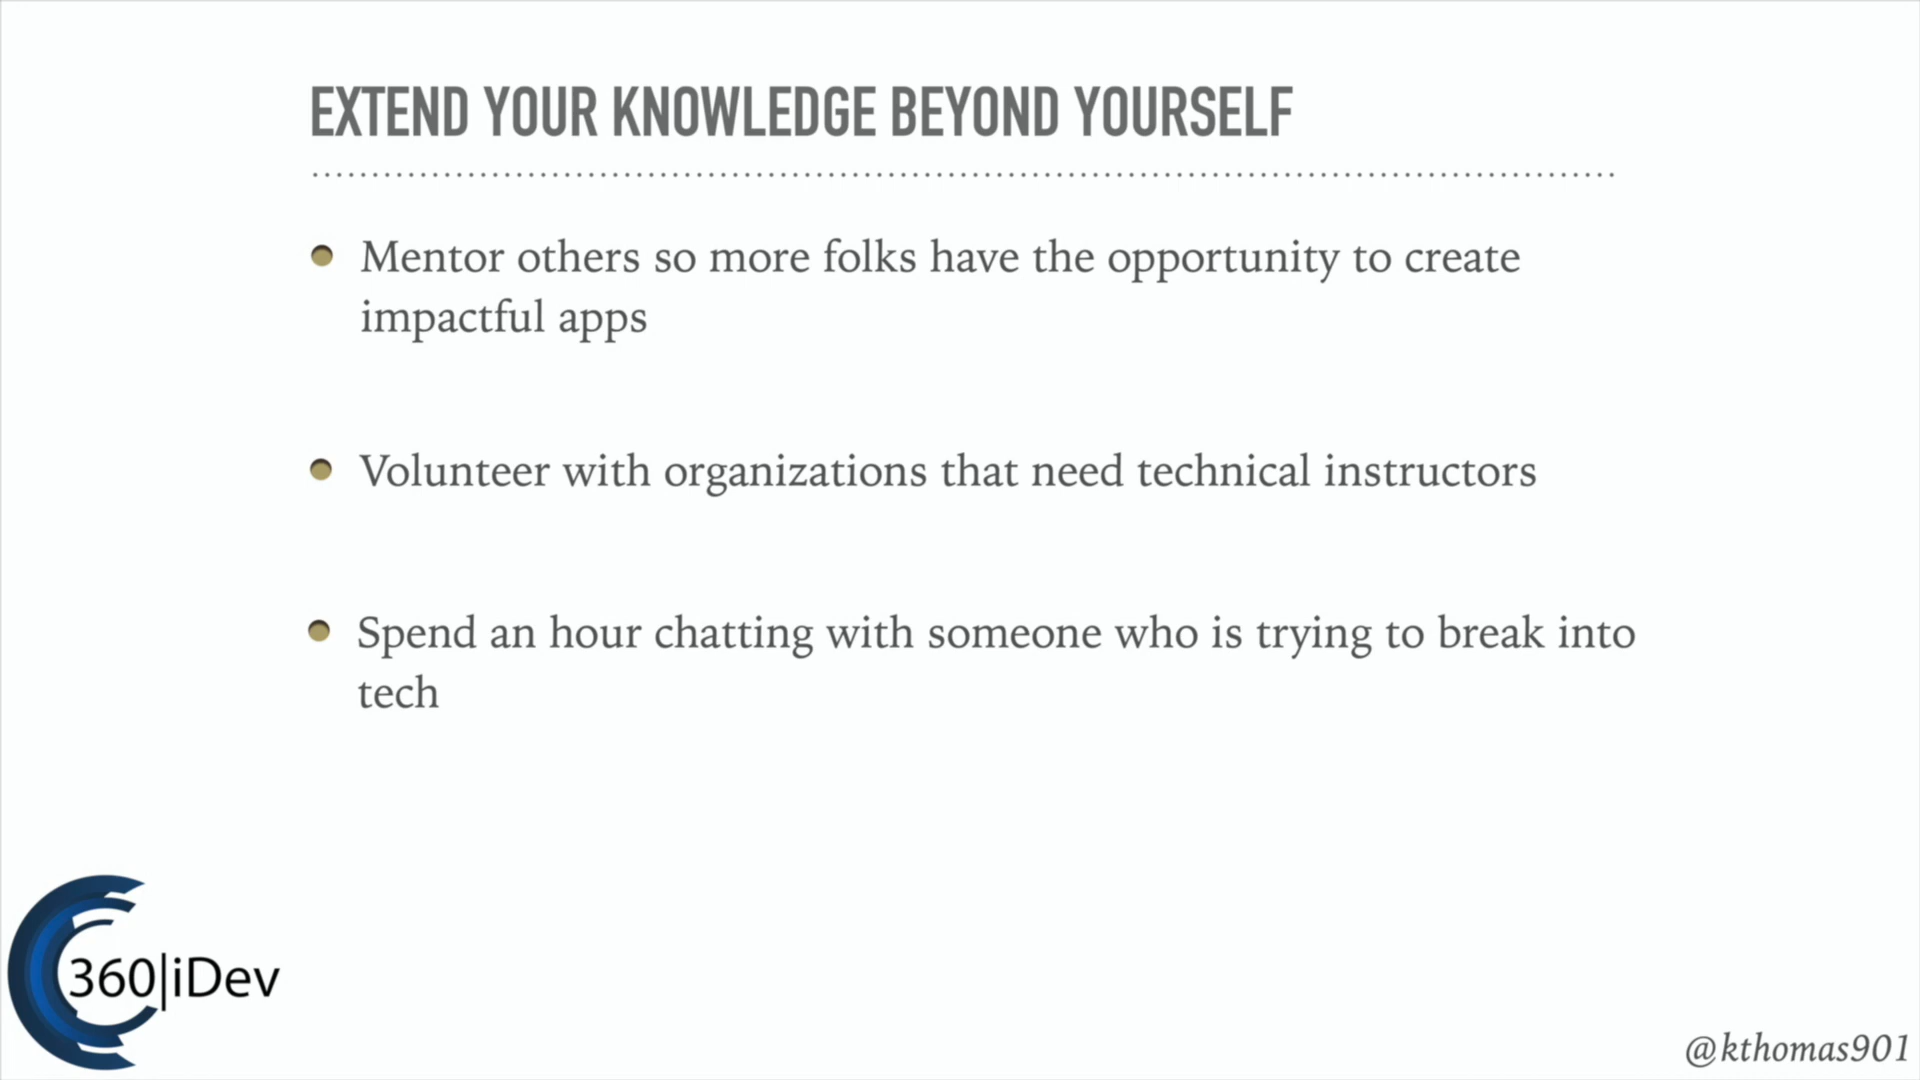 EXTEND YOUR KNOWLEDGE BEYOND YOURSELF
Mentor others so more folks have the opportunity to create
impactful apps
Volunteer with organizations that need technical instructors
Spend an hour chatting with someone who is trying to break into
tech
360|iDev
@kthomas901